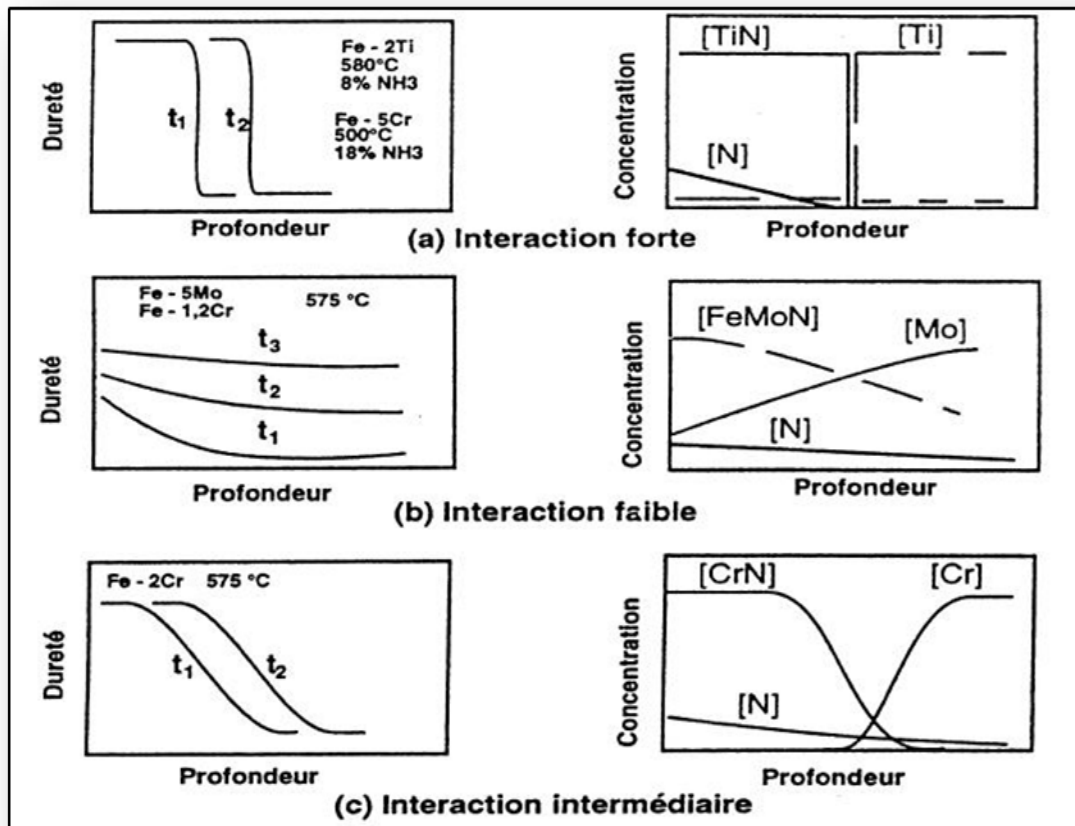 Dureté
t1
t2
Fe - 2Ti
580°C
8% NH3
Fe - 5Cr
500°C
18% NH3
Profondeur
Concentration
[TiN]
[Ti]
[N]
Profondeur
(a) Interaction forte
Dureté
Fe - 5Mo
Fe - 1,2Cr
575 °C
t3
t2
t1
Profondeur
Concentration
[FeMoN]
[Mo]
[N]
Profondeur
(b) Interaction faible
Dureté
Fe - 2Cr 575 °C
t1
t2
Profondeur
Concentration
[CrN]
[Cr]
[N]
Profondeur
(c) Interaction intermédiaire